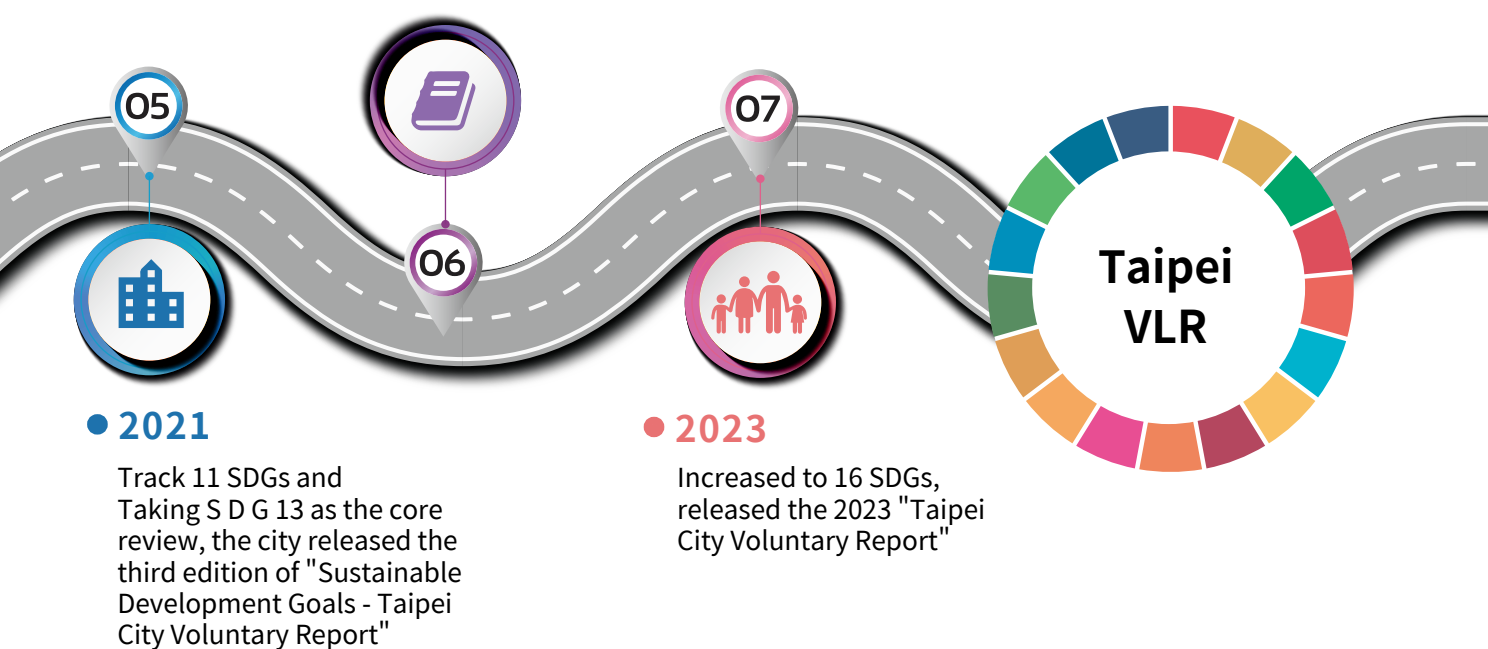 05
06
07
Taipei
VLR
2021
Track 11 SDGs and
Taking S D G 13 as the core
review, the city released the
third edition of "Sustainable
Development Goals - Taipei
City Voluntary Report"
2023
Increased to 16 SDGs,
released the 2023 "Taipei
City Voluntary Report"